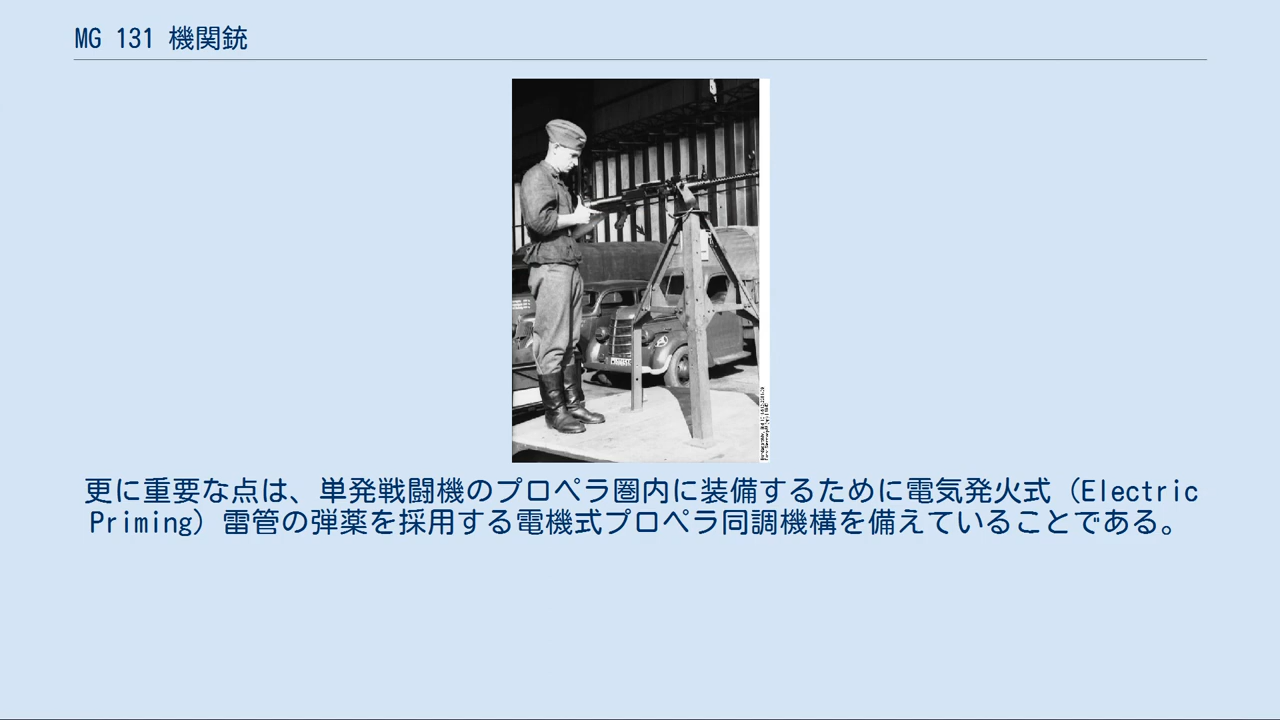 MG 131 機関銃
更に重要な点は、単発戦闘機のプロペラ圏内に装備するために電気発火式（Electric
Priming）雷管の弾薬を採用する電機式プロペラ同調機構を備えていることである。